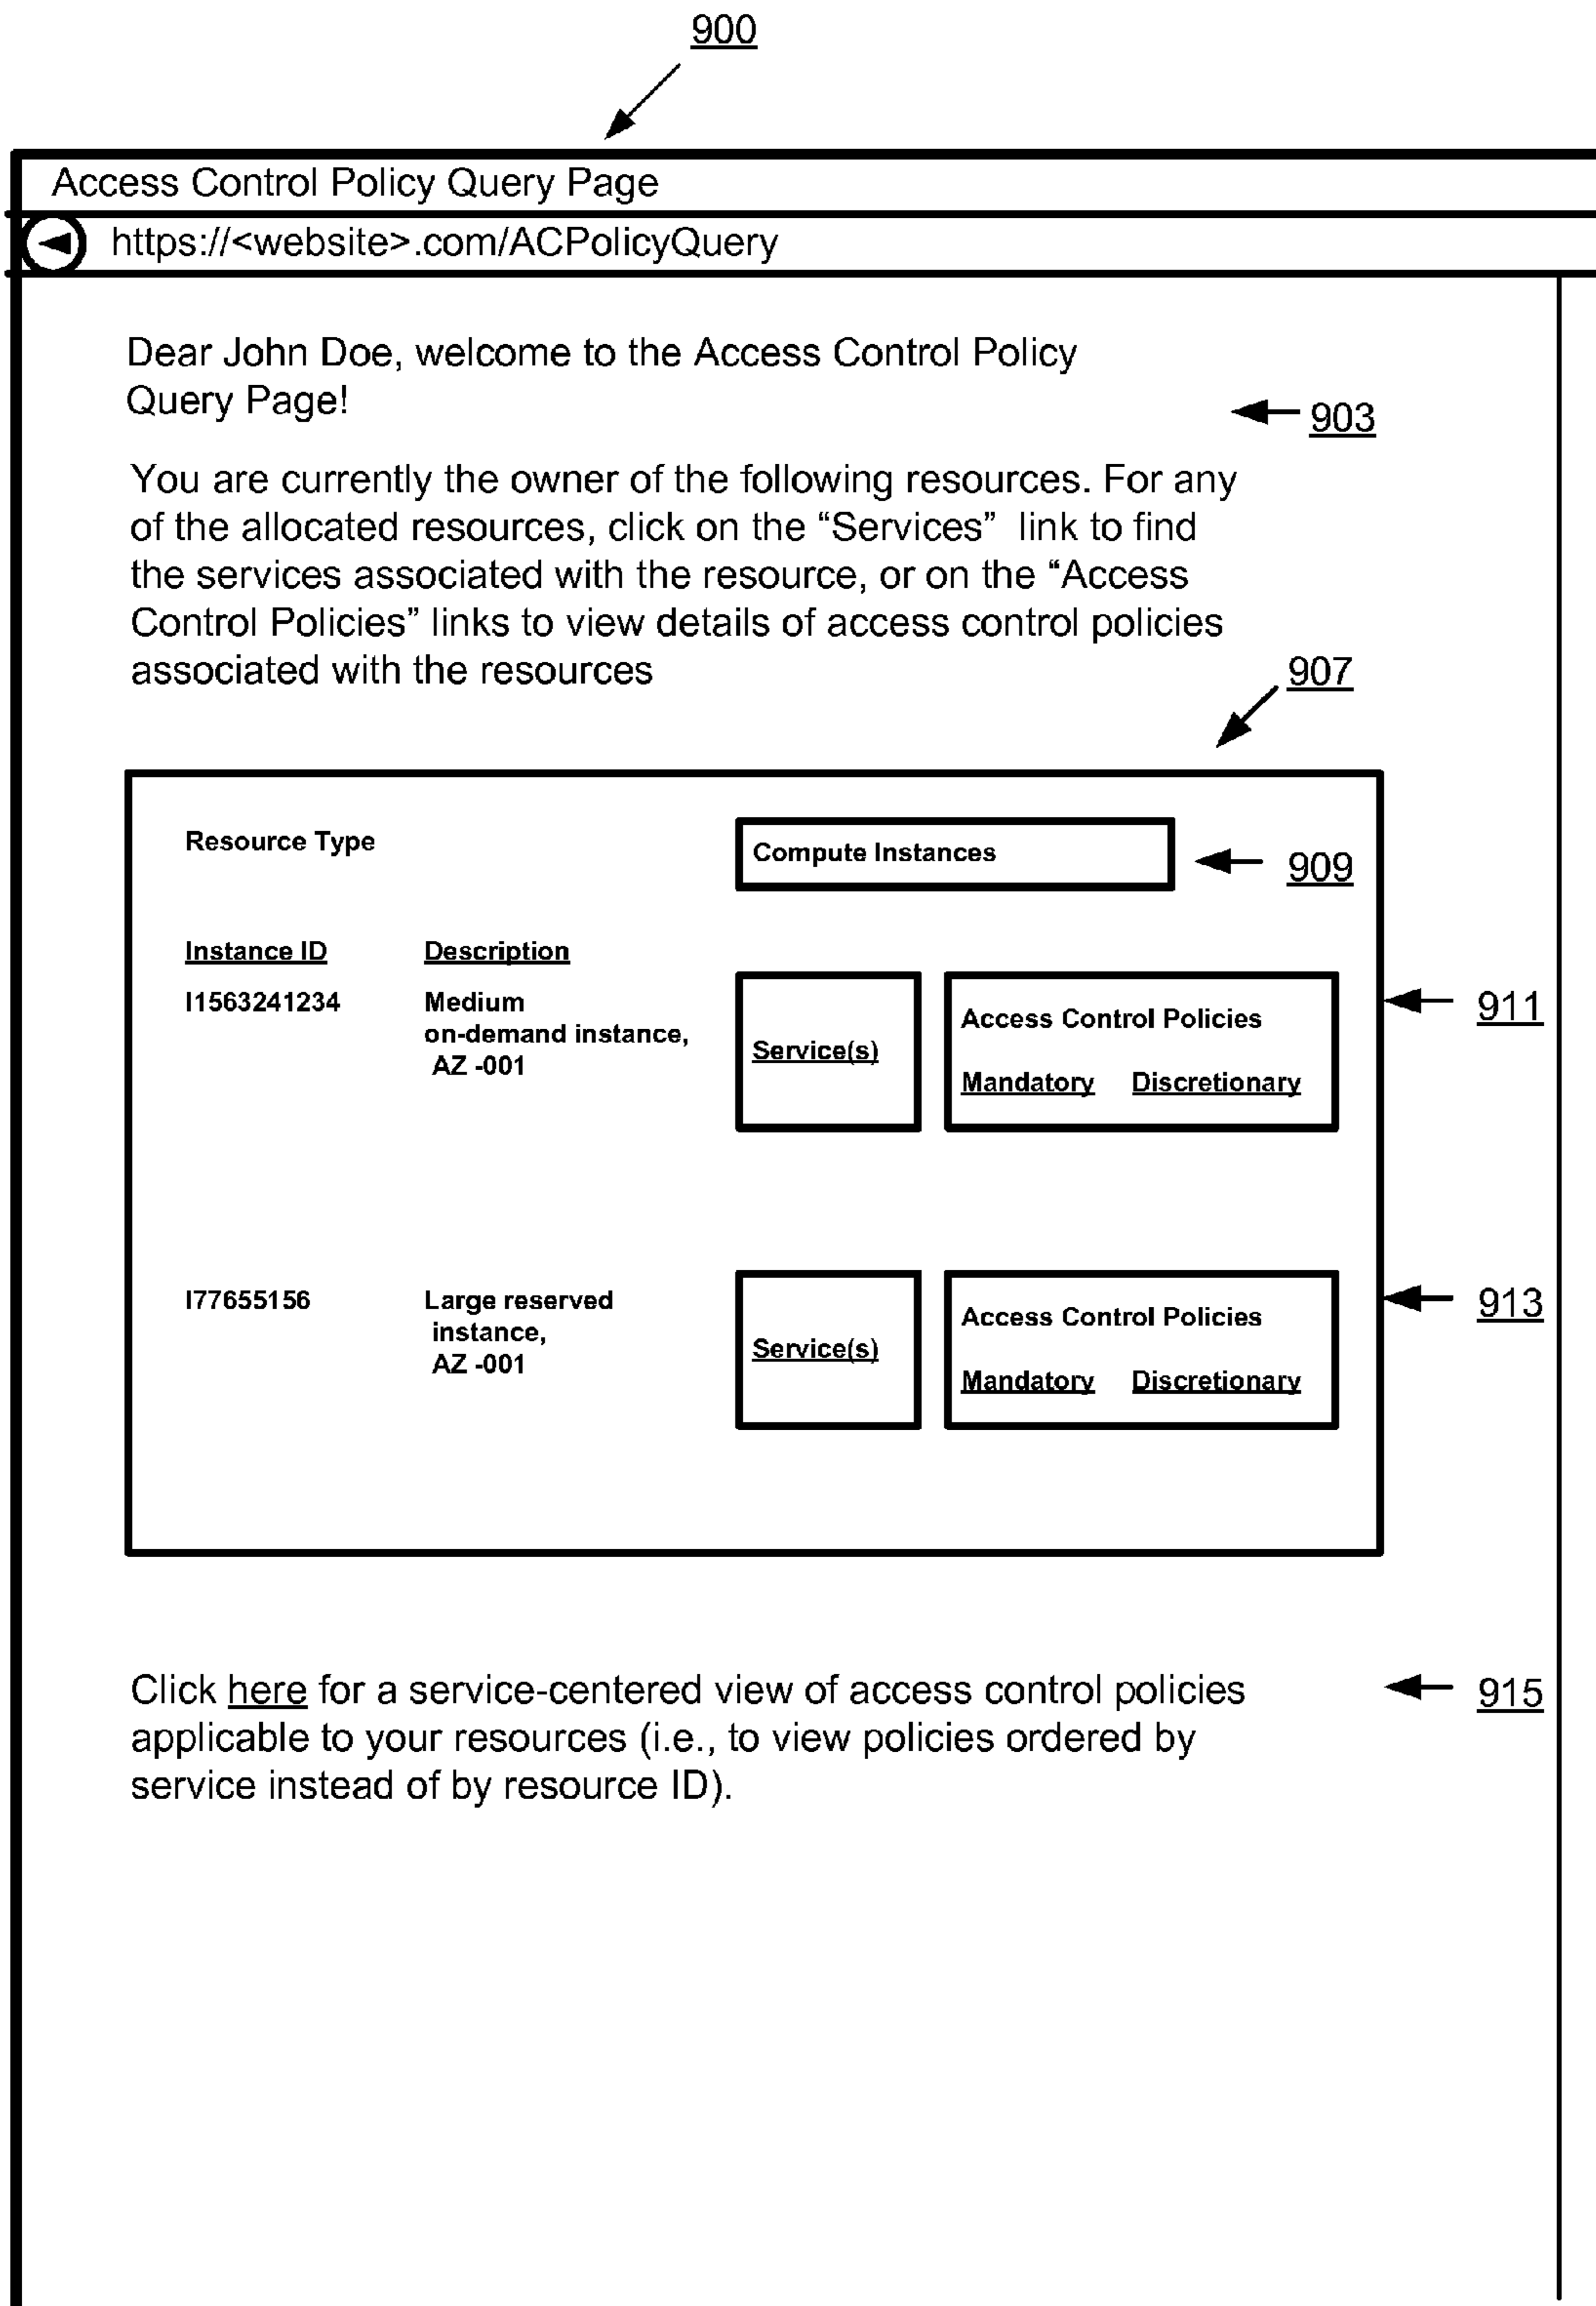 900
Access Control Policy Query Page
https://<website>.com/ACPolicyQuery
Dear John Doe, welcome to the Access Control Policy
Query Page!
903
You are currently the owner of the following resources. For any
of the allocated resources, click on the “Services” link to find
the services associated with the resource, or on the “Access
Control Policies” links to view details of access control policies
associated with the resources
907
Resource Type
Compute Instances
909
Instance ID Description
I1563241234 Medium
on-demand instance,
AZ -001
Service(s)
Access Control Policies
Mandatory Discretionary
911
I77655156 Large reserved
instance,
AZ -001
Service(s)
Access Control Policies
Mandatory Discretionary
913
Click here for a service-centered view of access control policies
applicable to your resources (i.e., to view policies ordered by
service instead of by resource ID).
915